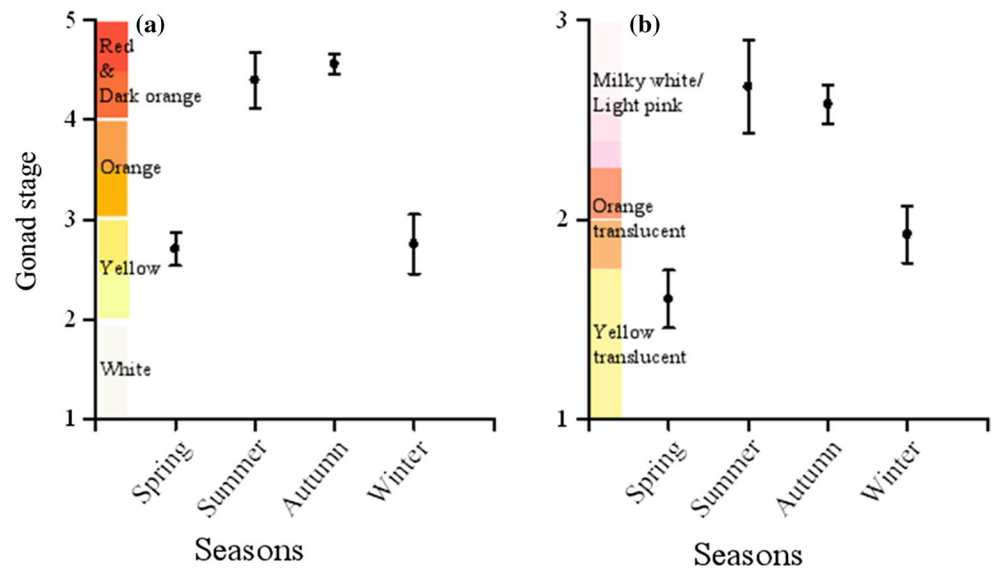 (a)
5
4
3
2
1
Gonad stage
Red
&
Dark orange
Orange
Yellow
White
Spring
Summer
Autumn
Winter
Seasons
(b)
3
2
1
Milky white/
Light pink
Orange
translucent
Yellow
translucent
Spring
Summer
Autumn
Winter
Seasons